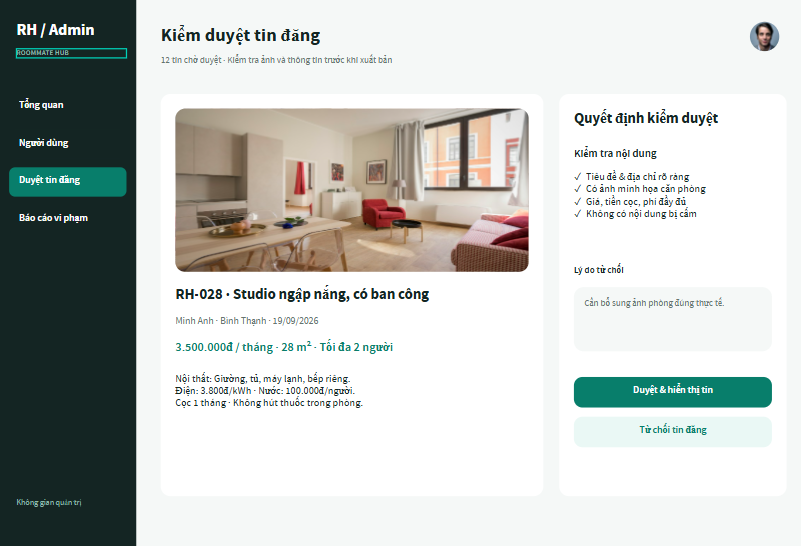 RH / Admin
ROOMMATE HUB
Tổng quan
Người dùng
Duyệt tin đăng
Báo cáo vi phạm
Không gian quản trị
Kiểm duyệt tin đăng
12 tin chờ duyệt · Kiểm tra ảnh và thông tin trước khi xuất bản
RH-028 · Studio ngập nắng, có ban công
Minh Anh · Bình Thạnh · 19/09/2026
3.500.000đ / tháng · 28 m² · Tối đa 2 người
Nội thất: Giường, tủ, máy lạnh, bếp riêng.
Điện: 3.800đ/kWh · Nước: 100.000đ/người.
Cọc 1 tháng · Không hút thuốc trong phòng.
Quyết định kiểm duyệt
Kiểm tra nội dung
✓ Tiêu đề & địa chỉ rõ ràng
✓ Có ảnh minh họa căn phòng
✓ Giá, tiền cọc, phí đầy đủ
✓ Không có nội dung bị cấm
Lý do từ chối
Cần bổ sung ảnh phòng đúng thực tế.
Duyệt & hiển thị tin
Từ chối tin đăng